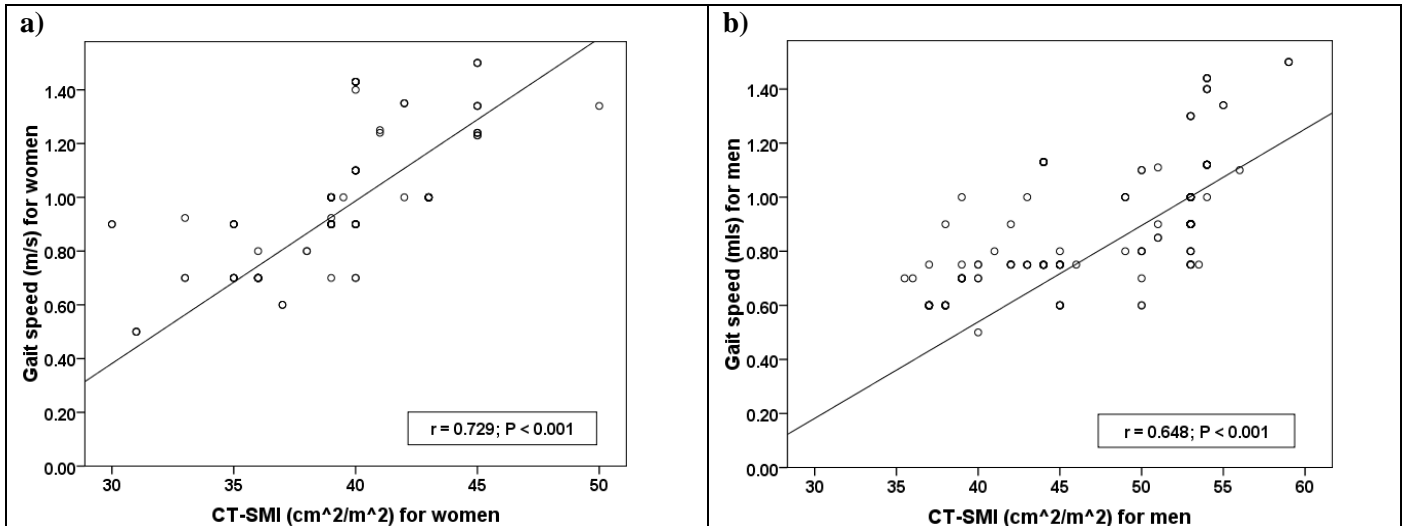 a)
Gait speed (m/s) for women
1.40
1.20
1.00
0.80
0.60
0.40
0.20
0.00
r = 0.729; P < 0.001
30 35 40 45 50
CT-SMI (cm^2/m^2) for women
b)
Gait speed (mls) for men
1.40
1.20
1.00
0.80
0.60
0.40
0.20
0.00
r = 0.648; P < 0.001
30 35 40 45 50 55 60
CT-SMI (cm^2/m^2) for men